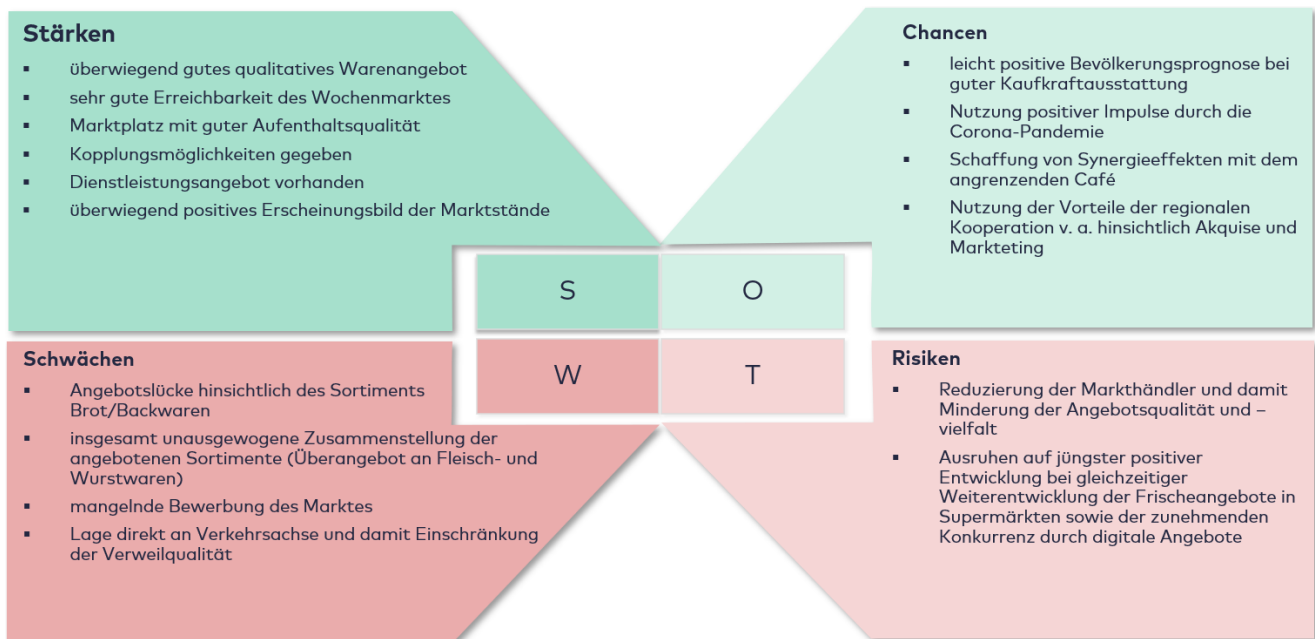 Stärken
▪ überwiegend gutes qualitatives Warenangebot
▪ sehr gute Erreichbarkeit des Wochenmarktes
▪ Marktplatz mit guter Aufenthaltsqualität
▪ Kopplungsmöglichkeiten gegeben
▪ Dienstleistungsangebot vorhanden
▪ überwiegend positives Erscheinungsbild der Marktstände
Chancen
▪ leicht positive Bevölkerungsprognose bei
guter Kaufkraftausstattung
▪ Nutzung positiver Impulse durch die
Corona-Pandemie
▪ Schaffung von Synergieeffekten mit dem
angrenzenden Café
▪ Nutzung der Vorteile der regionalen
Kooperation v. a. hinsichtlich Akquise und
Markteting
S
O
W
T
Schwächen
▪ Angebotslücke hinsichtlich des Sortiments
Brot/Backwaren
▪ insgesamt unausgewogene Zusammenstellung der
angebotenen Sortimente (Überangebot an Fleisch- und
Wurstwaren)
▪ mangelnde Bewerbung des Marktes
▪ Lage direkt an Verkehrsachse und damit Einschränkung
der Verweilqualität
Risiken
▪ Reduzierung der Markthändler und damit
Minderung der Angebotsqualität und –
vielfalt
▪ Ausruhen auf jüngster positiver
Entwicklung bei gleichzeitiger
Weiterentwicklung der Frischeangebote in
Supermärkten sowie der zunehmenden
Konkurrenz durch digitale Angebote